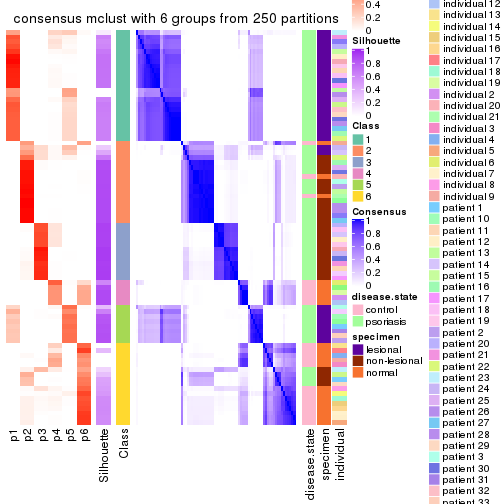 consensus mclust with 6 groups from 250 partitions
p1
p2
p3
p4
p5
p6
Silhouette
Class
disease.state
specimen
individual
0.4
0.2
0
Silhouette
1
0.8
0.6
0.4
0.2
0
Class
1
2
3
4
5
6
Consensus
1
0.8
0.6
0.4
0.2
0
disease.state
control
psoriasis
specimen
lesional
non-lesional
normal
individual 12
individual 13
individual 14
individual 15
individual 16
individual 17
individual 18
individual 19
individual 2
individual 20
individual 21
individual 3
individual 4
individual 5
individual 6
individual 7
individual 8
individual 9
patient 1
patient 10
patient 11
patient 12
patient 13
patient 14
patient 15
patient 16
patient 17
patient 18
patient 19
patient 2
patient 20
patient 21
patient 22
patient 23
patient 24
patient 25
patient 26
patient 27
patient 28
patient 3
patient 30
patient 31
patient 32
patient 33